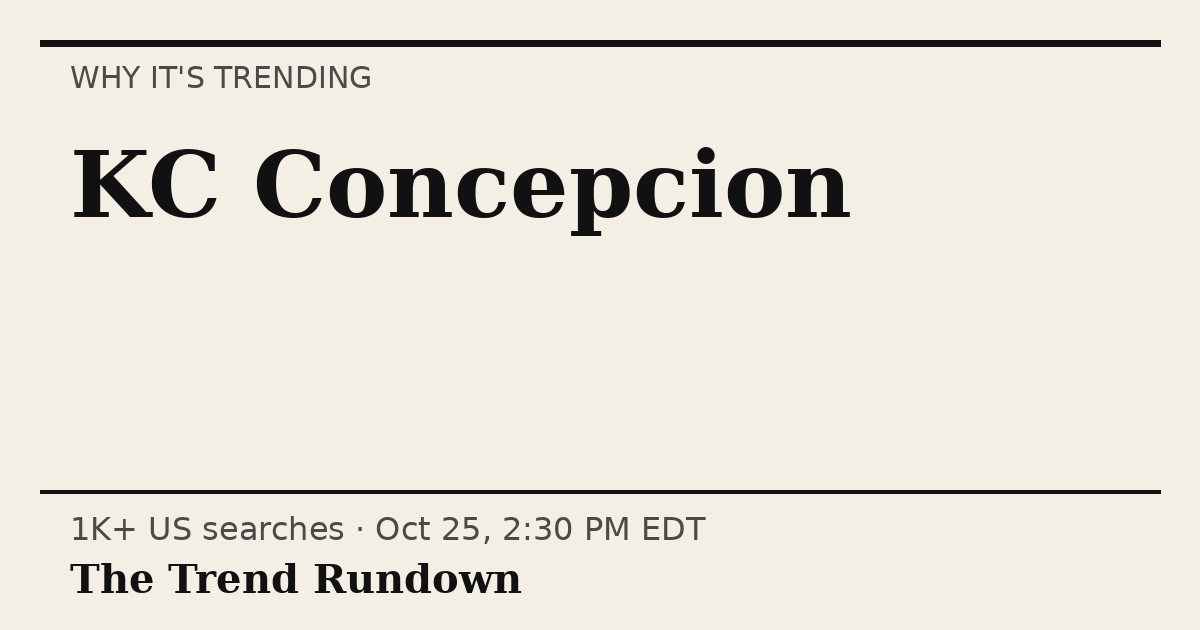 WHY IT'S TRENDING
KC Concepcion
1K+ US searches · Oct 25, 2:30 PM EDT
The Trend Rundown